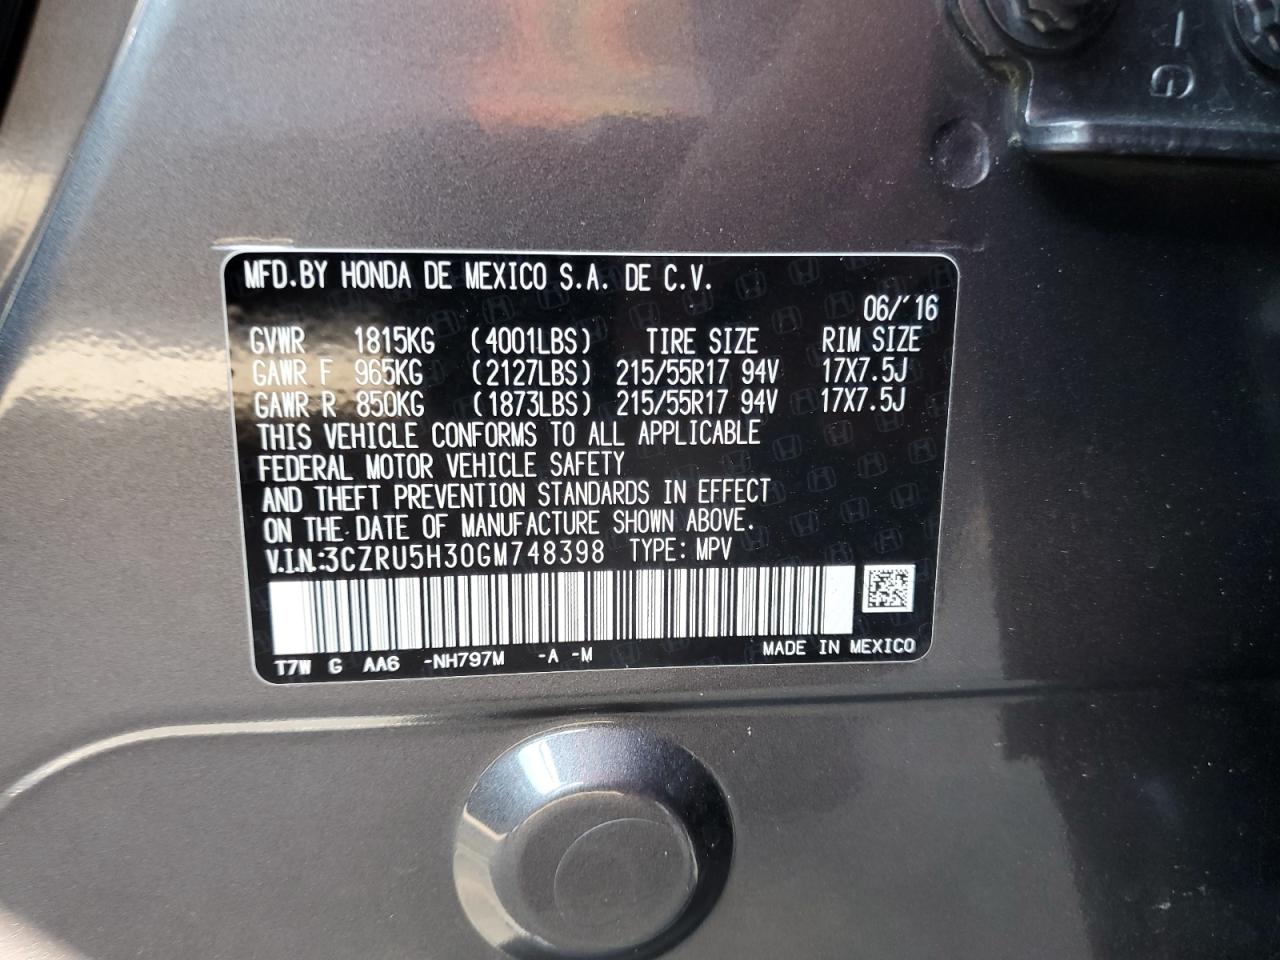 G
MFD.BY HONDA DE MEXICO S.A. DE C.V.
06/'16
GVWR 1815KG (4001LBS) TIRE SIZE RIM SIZE
GAWR F 965KG (2127LBS) 215/55R17 94V 17X7.5J
GAWR R 850KG (1873LBS) 215/55R17 94V 17X7.5J
THIS VEHICLE CONFORMS TO ALL APPLICABLE
FEDERAL MOTOR VEHICLE SAFETY
AND THEFT PREVENTION STANDARDS IN EFFECT
ON THE DATE OF MANUFACTURE SHOWN ABOVE.
V.I.N.:3CZRU5H30GM748398 TYPE: MPV
T7W G AA6 -NH797M -A -M MADE IN MEXICO